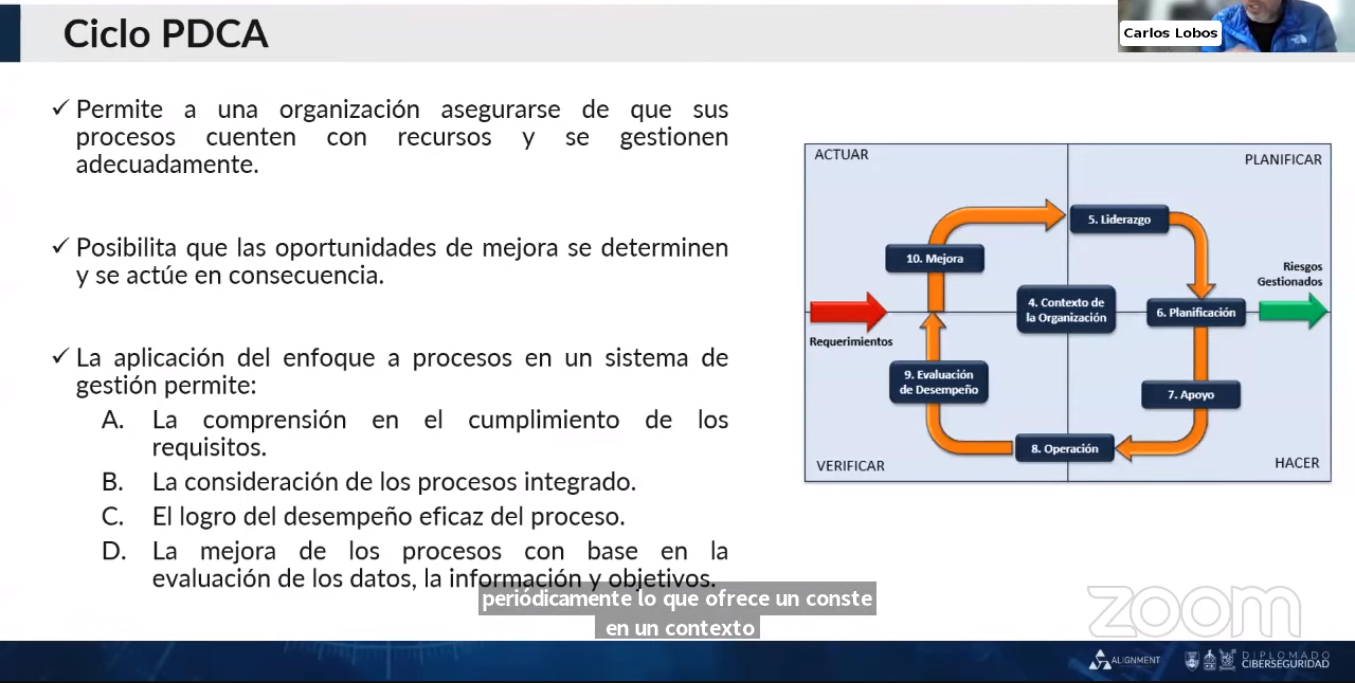 Ciclo PDCA
Carlos Lobos
✓ Permite a una organización asegurarse de que sus
procesos cuenten con recursos y se gestionen
adecuadamente.
✓ Posibilita que las oportunidades de mejora se determinen
y se actúe en consecuencia.
✓ La aplicación del enfoque a procesos en un sistema de
gestión permite:
A. La comprensión en el cumplimiento de los
requisitos.
B. La consideración de los procesos integrado.
C. El logro del desempeño eficaz del proceso.
D. La mejora de los procesos con base en la
evaluación de los datos, la información y objetivos.
ACTUAR
PLANIFICAR
5. Liderazgo
10. Mejora
Riesgos
Gestionados
4. Contexto de
la Organización
6. Planificación
Requerimientos
9. Evaluación
de Desempeño
7. Apoyo
8. Operación
VERIFICAR
HACER
periódicamente lo que ofrece un conste
en un contexto
zoom
ALIGNMENT
DIPLOMADO
CIBERSEGURIDAD